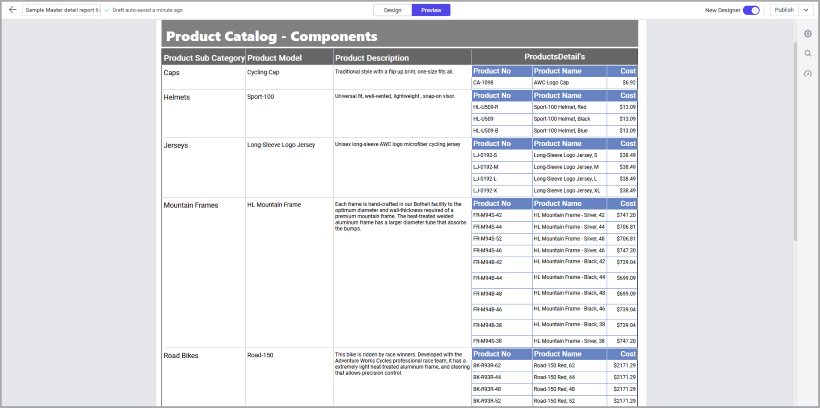 Sample Master detail report li
Draft auto-saved a minute ago
Design
Preview
New Designer
Publish
Product Catalog - Components
Product Sub Category Product Model Product Description ProductsDetail's
Caps Cycling Cap Traditional style with a flip-up brim; one-size fits all.
Product No Product Name Cost
CA-1098 AWC Logo Cap $6.92
Helmets Sport-100 Universal fit, well-vented, lightweight , snap-on visor.
Product No Product Name Cost
HL-U509-R Sport-100 Helmet, Red $13.09
HL-U509 Sport-100 Helmet, Black $13.09
HL-U509-B Sport-100 Helmet, Blue $13.09
Jerseys Long-Sleeve Logo Jersey Unisex long-sleeve AWC logo microfiber cycling jersey
Product No Product Name Cost
LJ-0192-S Long-Sleeve Logo Jersey, S $38.49
LJ-0192-M Long-Sleeve Logo Jersey, M $38.49
LJ-0192-L Long-Sleeve Logo Jersey, L $38.49
LJ-0192-X Long-Sleeve Logo Jersey, XL $38.49
Mountain Frames HL Mountain Frame
Each frame is hand-crafted in our Bothell facility to the
optimum diameter and wall-thickness required of a
premium mountain frame. The heat-treated welded
aluminum frame has a larger diameter tube that absorbs
the bumps.
Product No Product Name Cost
FR-M94S-42 HL Mountain Frame - Silver, 42 $747.20
FR-M94S-44 HL Mountain Frame - Silver, 44 $706.81
FR-M94S-52 HL Mountain Frame - Silver, 48 $706.81
FR-M94S-46 HL Mountain Frame - Silver, 46 $747.20
FR-M94B-42 HL Mountain Frame - Black, 42 $739.04
FR-M94B-44 HL Mountain Frame - Black, 44 $699.09
FR-M94B-48 HL Mountain Frame - Black, 48 $699.09
FR-M94B-46 HL Mountain Frame - Black, 46 $739.04
FR-M94B-38 HL Mountain Frame - Black, 38 $739.04
FR-M94S-38 HL Mountain Frame - Silver, 38 $747.20
Road Bikes Road-150
This bike is ridden by race winners. Developed with the
Adventure Works Cycles professional race team, it has a
extremely light heat-treated aluminum frame, and steering
that allows precision control.
Product No Product Name Cost
BK-R93R-62 Road-150 Red, 62 $2171.29
BK-R93R-44 Road-150 Red, 44 $2171.29
BK-R93R-48 Road-150 Red, 48 $2171.29
BK-R93R-52 Road-150 Red, 52 $2171.29